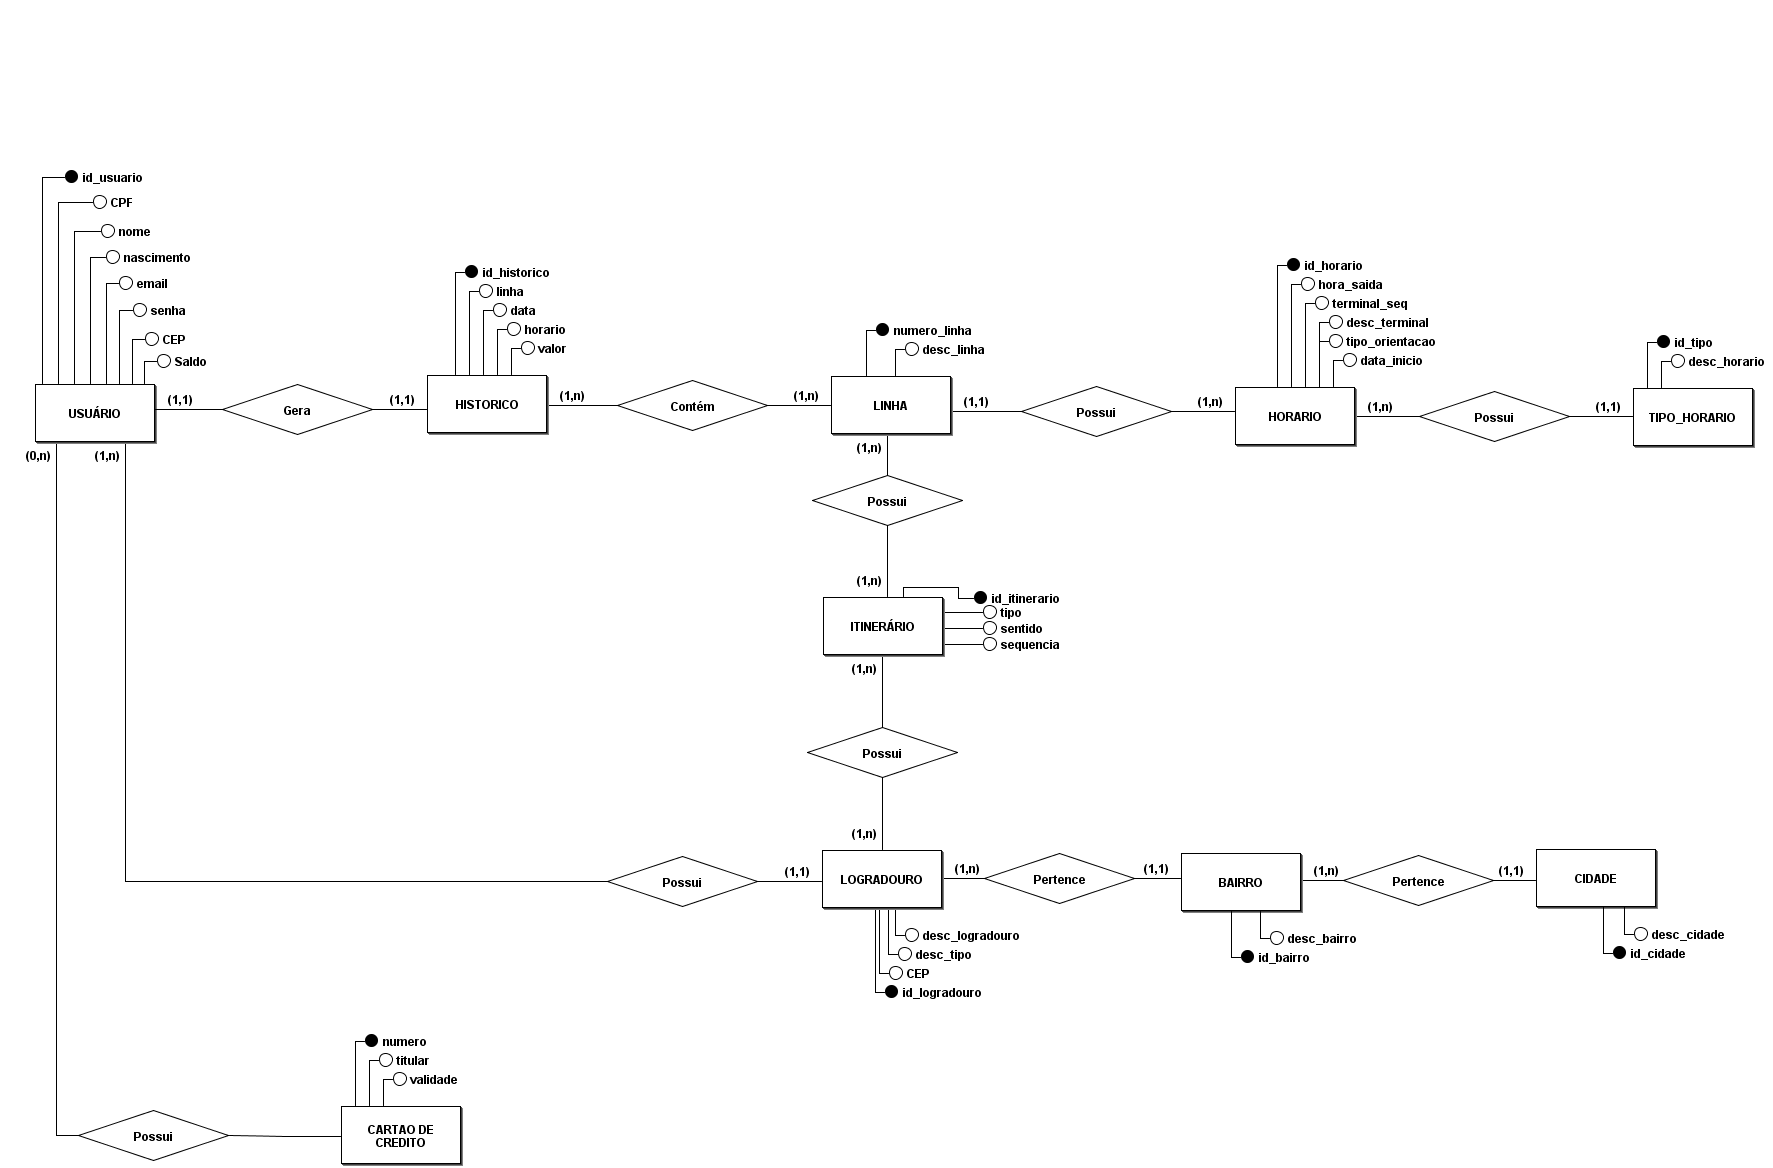 id_usuario
CPF
nome
nascimento
email
senha
CEP
Saldo
USUÁRIO
(1,1)
Gera
(1,1)
id_historico
linha
data
horario
valor
HISTORICO
(1,n)
Contém
(1,n)
numero_linha
desc_linha
LINHA
(1,1)
Possui
(1,n)
id_horario
hora_saida
terminal_seq
desc_terminal
tipo_orientacao
data_inicio
HORARIO
(1,n)
Possui
(1,1)
id_tipo
desc_horario
TIPO_HORARIO
(0,n)
(1,n)
(1,n)
Possui
(1,n)
id_itinerario
tipo
sentido
sequencia
ITINERÁRIO
(1,n)
Possui
(1,n)
Possui
(1,1)
LOGRADOURO
(1,n)
Pertence
(1,1)
BAIRRO
(1,n)
Pertence
(1,1)
CIDADE
desc_logradouro
desc_tipo
CEP
id_logradouro
desc_bairro
id_bairro
desc_cidade
id_cidade
numero
titular
validade
Possui
CARTAO DE
CREDITO